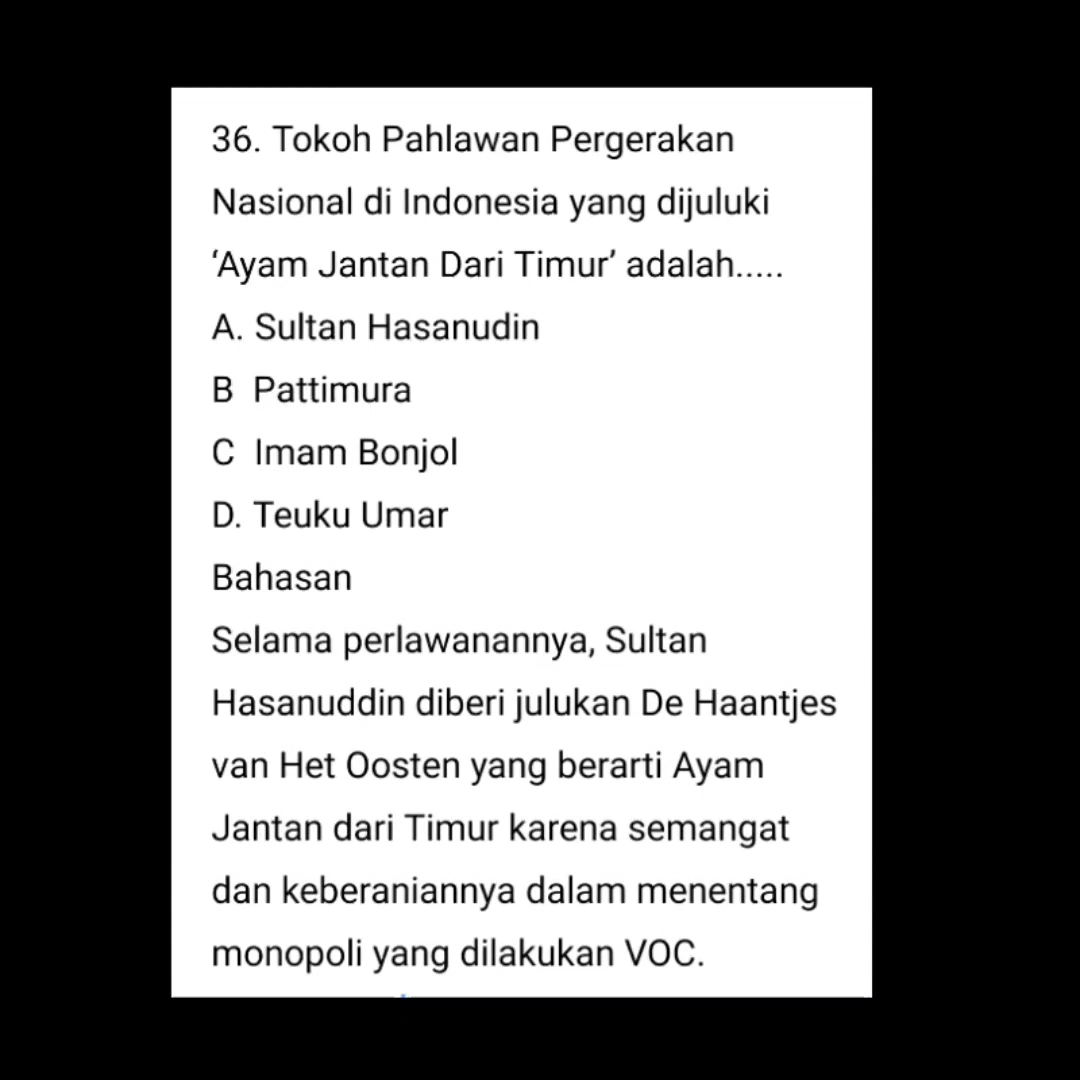 36. Tokoh Pahlawan Pergerakan
Nasional di Indonesia yang dijuluki
‘Ayam Jantan Dari Timur’ adalah.....
A. Sultan Hasanudin
B  Pattimura
C  Imam Bonjol
D. Teuku Umar
Bahasan
Selama perlawanannya, Sultan
Hasanuddin diberi julukan De Haantjes
van Het Oosten yang berarti Ayam
Jantan dari Timur karena semangat
dan keberaniannya dalam menentang
monopoli yang dilakukan VOC.